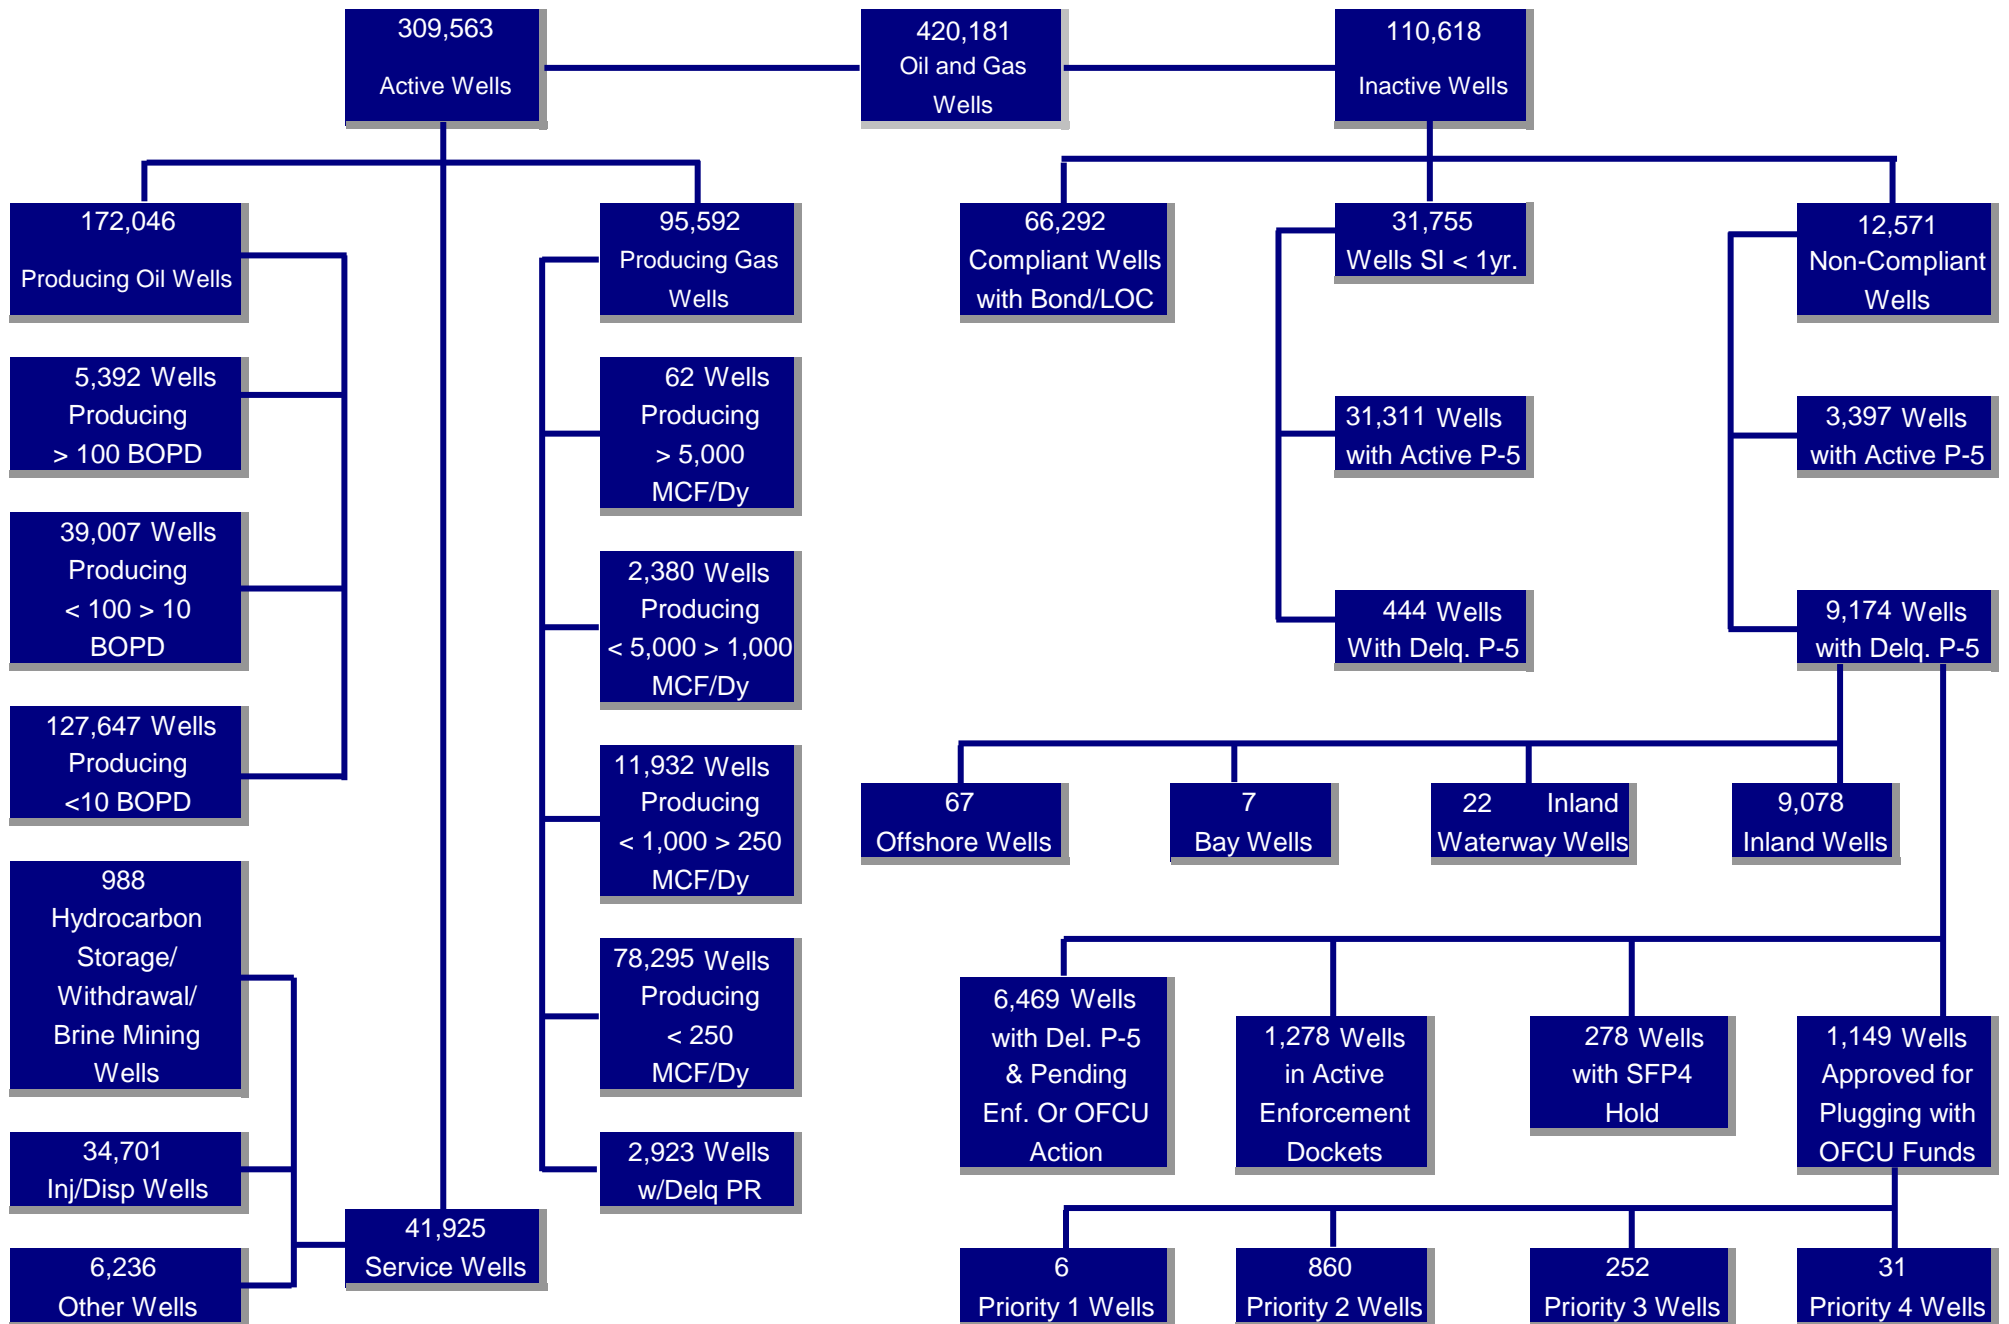 309,563
Active Wells
420,181
Oil and Gas
Wells
110,618
Inactive Wells
172,046
Producing Oil Wells
95,592
Producing Gas
Wells
66,292
Compliant Wells
with Bond/LOC
31,755
Wells SI < 1yr.
12,571
Non-Compliant
Wells
5,392 Wells
Producing
> 100 BOPD
62 Wells
Producing
> 5,000
MCF/Dy
31,311 Wells
with Active P-5
3,397 Wells
with Active P-5
39,007 Wells
Producing
< 100 > 10
BOPD
2,380 Wells
Producing
< 5,000 > 1,000
MCF/Dy
444 Wells
With Delq. P-5
9,174 Wells
with Delq. P-5
127,647 Wells
Producing
<10 BOPD
11,932 Wells
Producing
< 1,000 > 250
MCF/Dy
67
Offshore Wells
7
Bay Wells
22 Inland
Waterway Wells
9,078
Inland Wells
988
Hydrocarbon
Storage/
Withdrawal/
Brine Mining
Wells
78,295 Wells
Producing
< 250
MCF/Dy
6,469 Wells
with Del. P-5
& Pending
Enf. Or OFCU
Action
1,278 Wells
in Active
Enforcement
Dockets
278 Wells
with SFP4
Hold
1,149 Wells
Approved for
Plugging with
OFCU Funds
34,701
Inj/Disp Wells
2,923 Wells
w/Delq PR
41,925
Service Wells
6,236
Other Wells
6
Priority 1 Wells
860
Priority 2 Wells
252
Priority 3 Wells
31
Priority 4 Wells